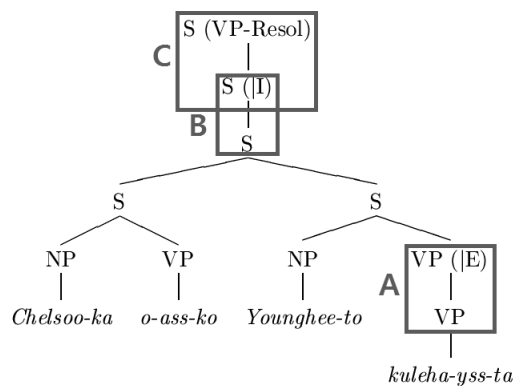 S (VP-Resol)
C
S (|I)
B
S
S S
NP VP NP VP (|E)
A
Chelsoo-ka o-ass-ko Younghee-to VP
kuleha-yss-ta